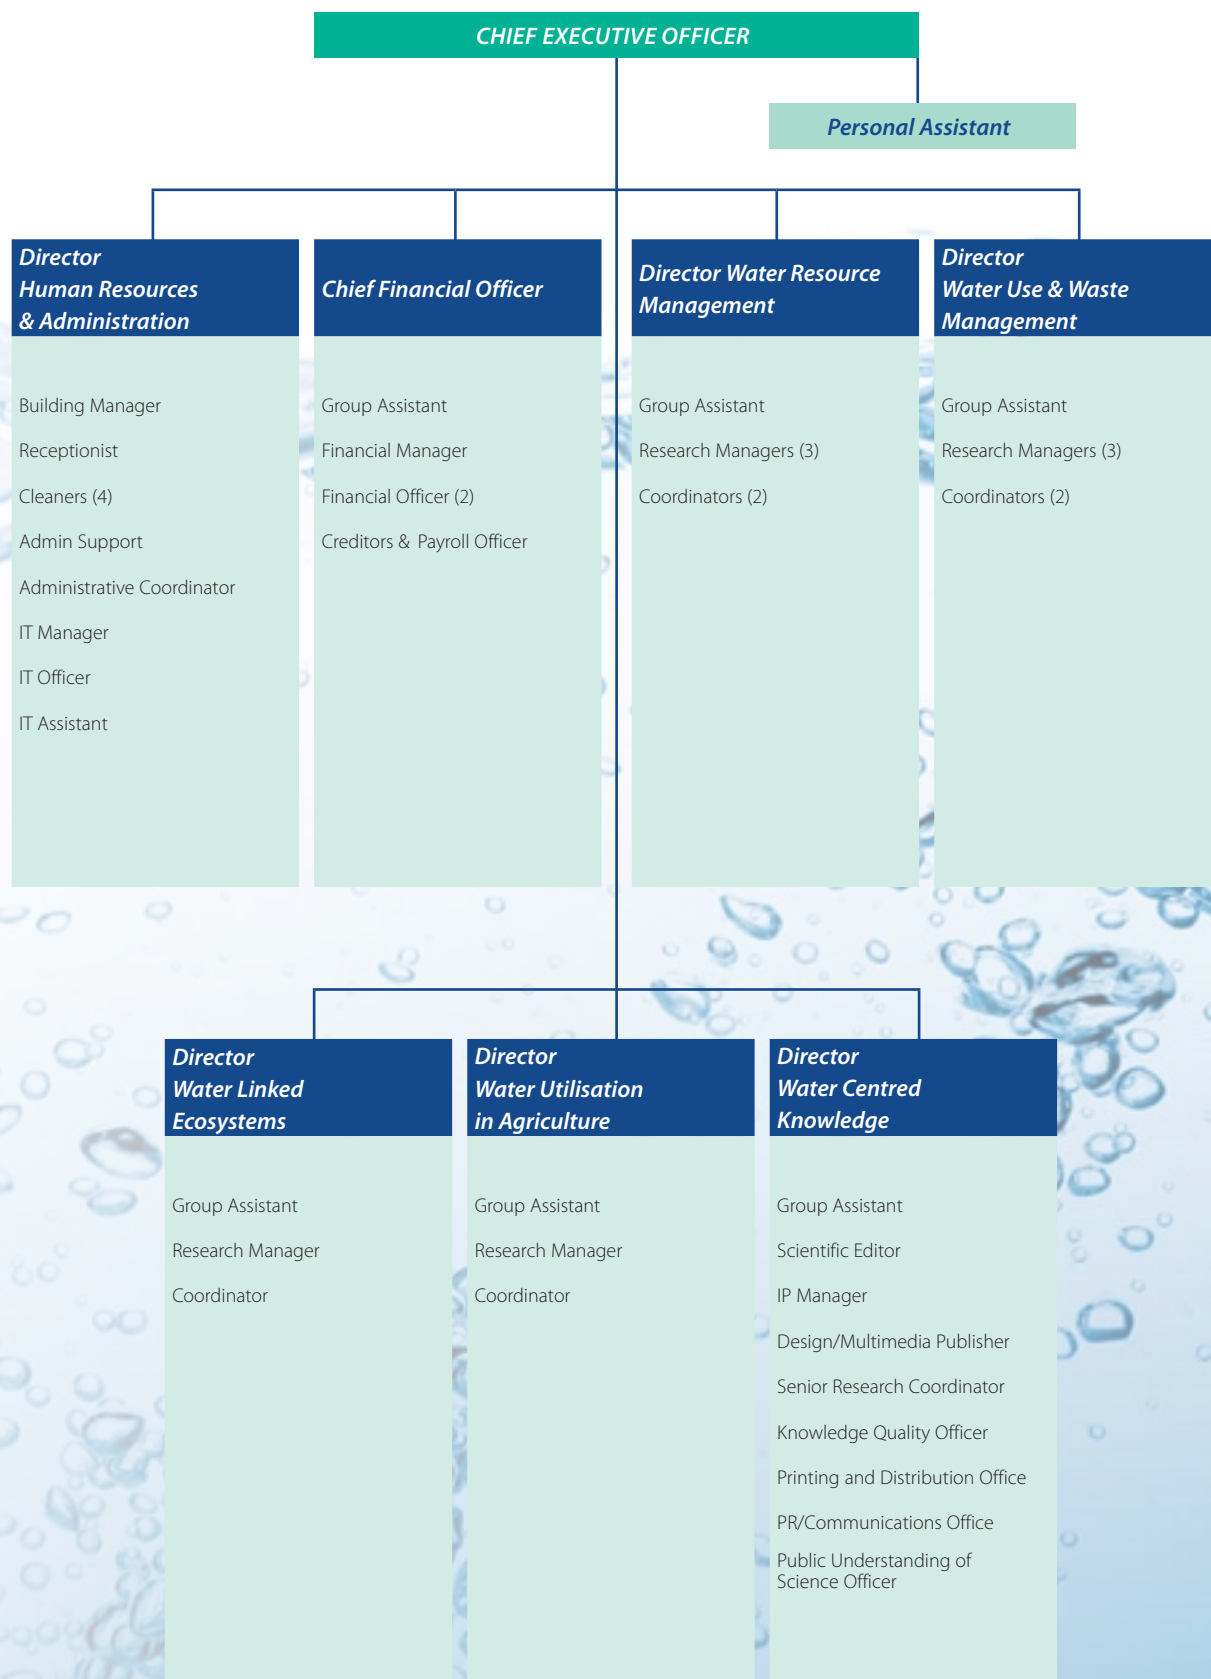 CHIEF EXECUTIVE OFFICER
Personal Assistant
Director
Human Resources
& Administration
Building Manager
Receptionist
Cleaners (4)
Admin Support
Administrative Coordinator
IT Manager
IT Officer
IT Assistant
Chief Financial Officer
Group Assistant
Financial Manager
Financial Officer (2)
Creditors & Payroll Officer
Director Water Resource
Management
Group Assistant
Research Managers (3)
Coordinators (2)
Director
Water Use & Waste
Management
Group Assistant
Research Managers (3)
Coordinators (2)
Director
Water Linked
Ecosystems
Group Assistant
Research Manager
Coordinator
Director
Water Utilisation
in Agriculture
Group Assistant
Research Manager
Coordinator
Director
Water Centred
Knowledge
Group Assistant
Scientific Editor
IP Manager
Design/Multimedia Publisher
Senior Research Coordinator
Knowledge Quality Officer
Printing and Distribution Office
PR/Communications Office
Public Understanding of
Science Officer